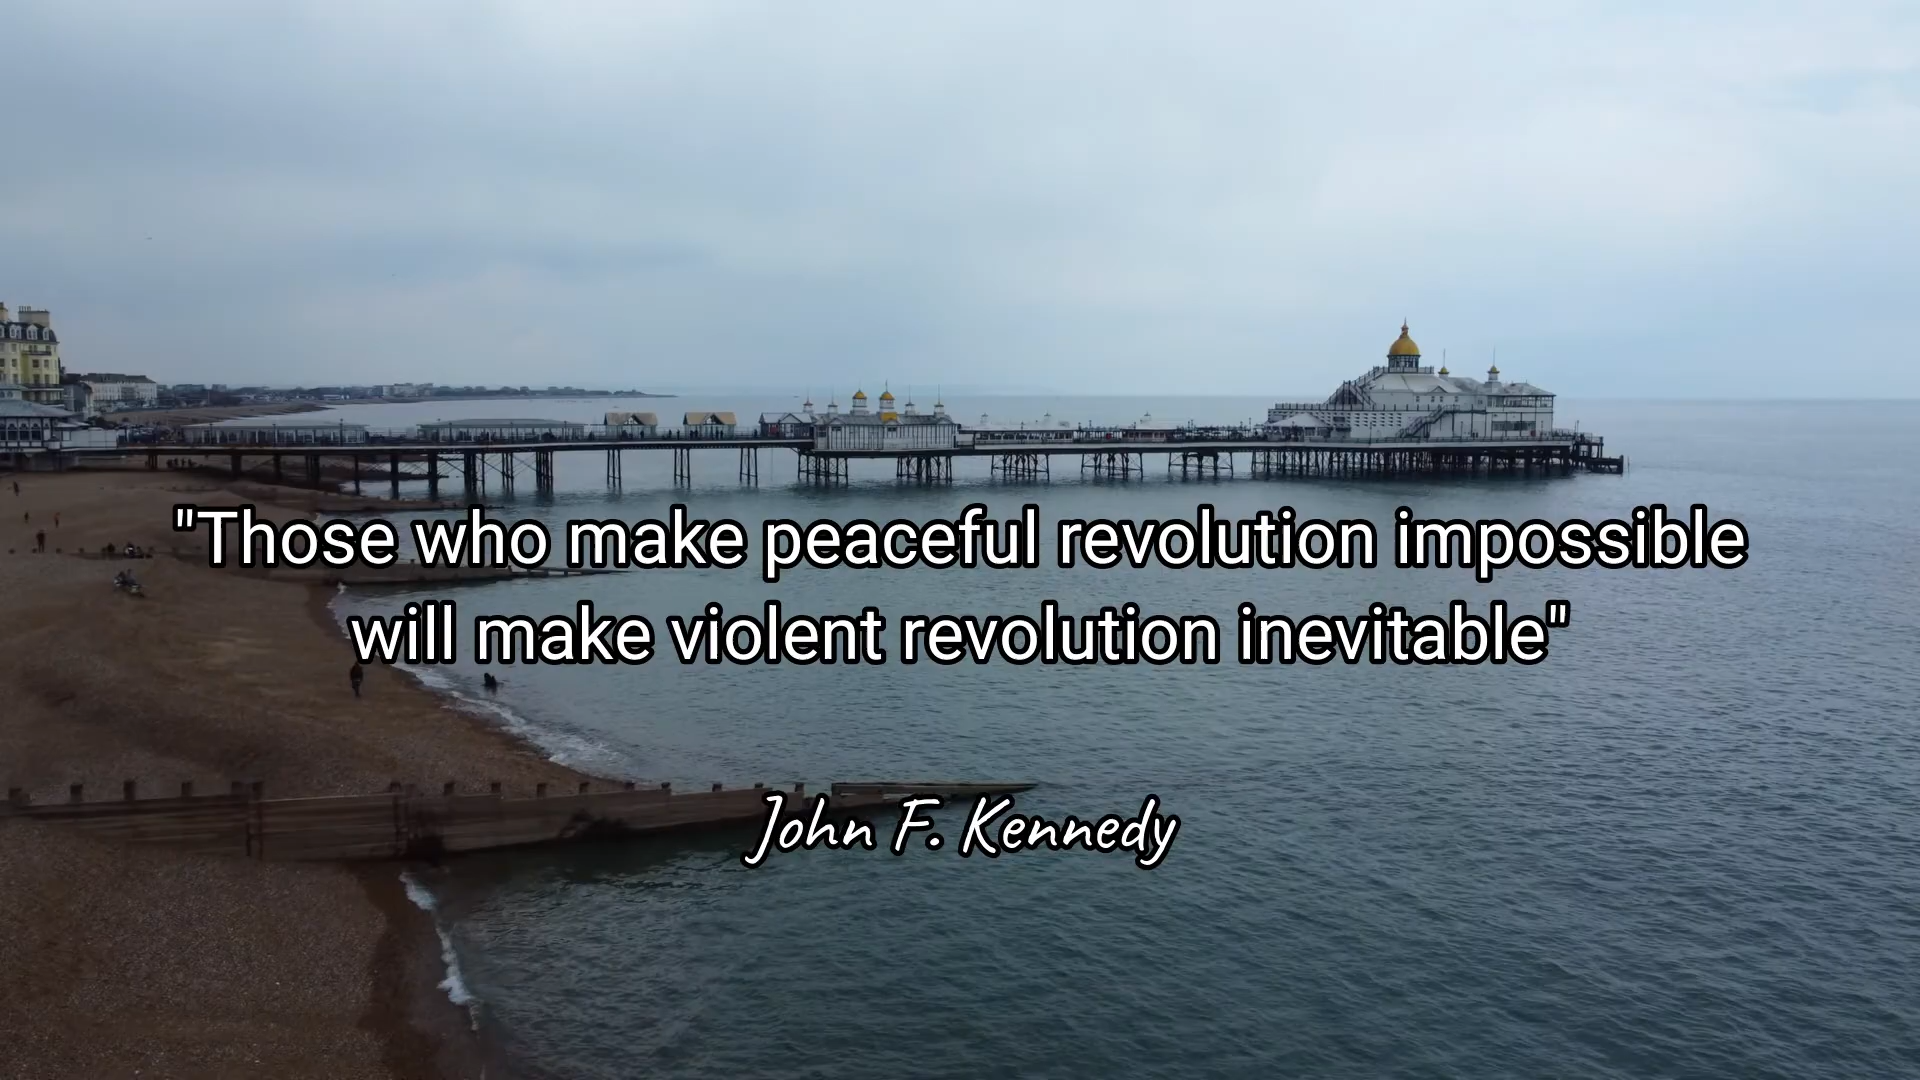 "Those who make peaceful revolution impossible
will make violent revolution inevitable"
John F. Kennedy